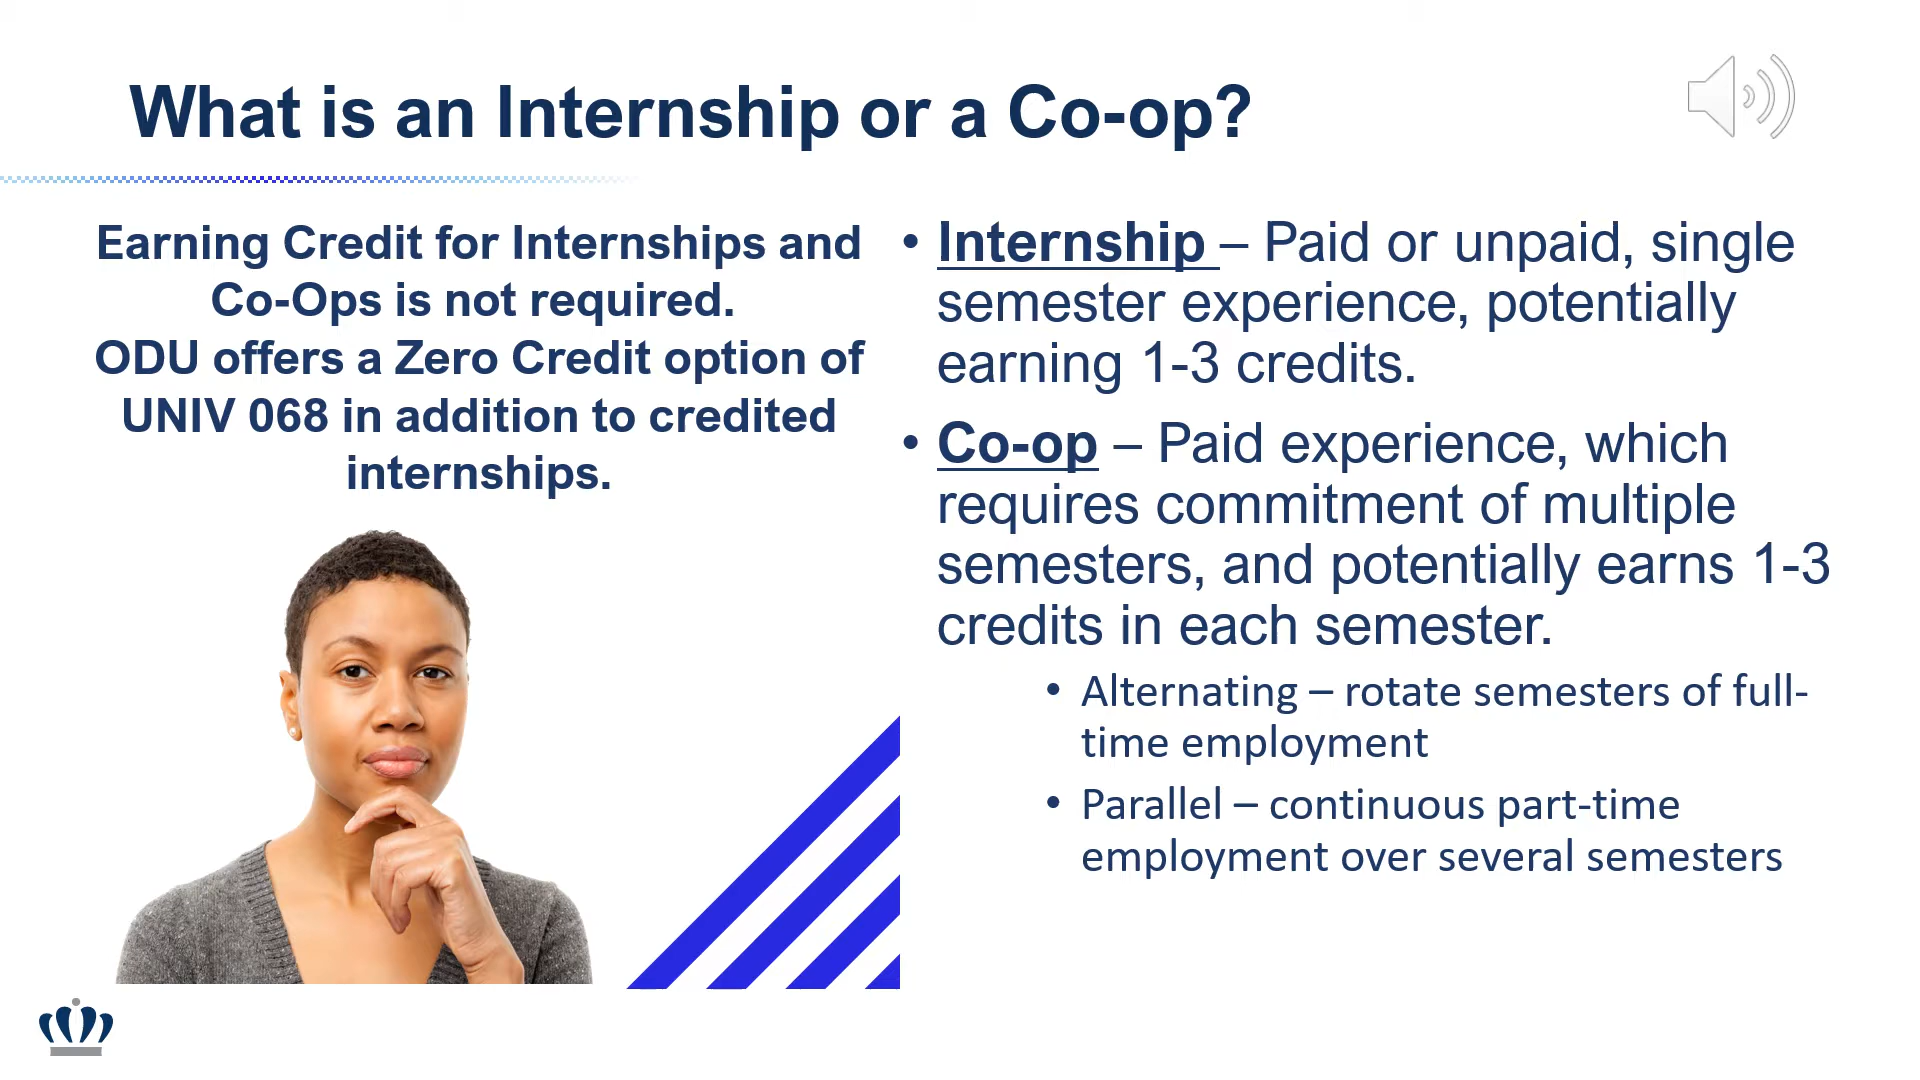 What is an Internship or a Co-op?
Earning Credit for Internships and
Co-Ops is not required.
ODU offers a Zero Credit option of
UNIV 068 in addition to credited
internships.
• Internship – Paid or unpaid, single
semester experience, potentially
earning 1-3 credits.
• Co-op – Paid experience, which
requires commitment of multiple
semesters, and potentially earns 1-3
credits in each semester.
• Alternating – rotate semesters of full-
time employment
• Parallel – continuous part-time
employment over several semesters